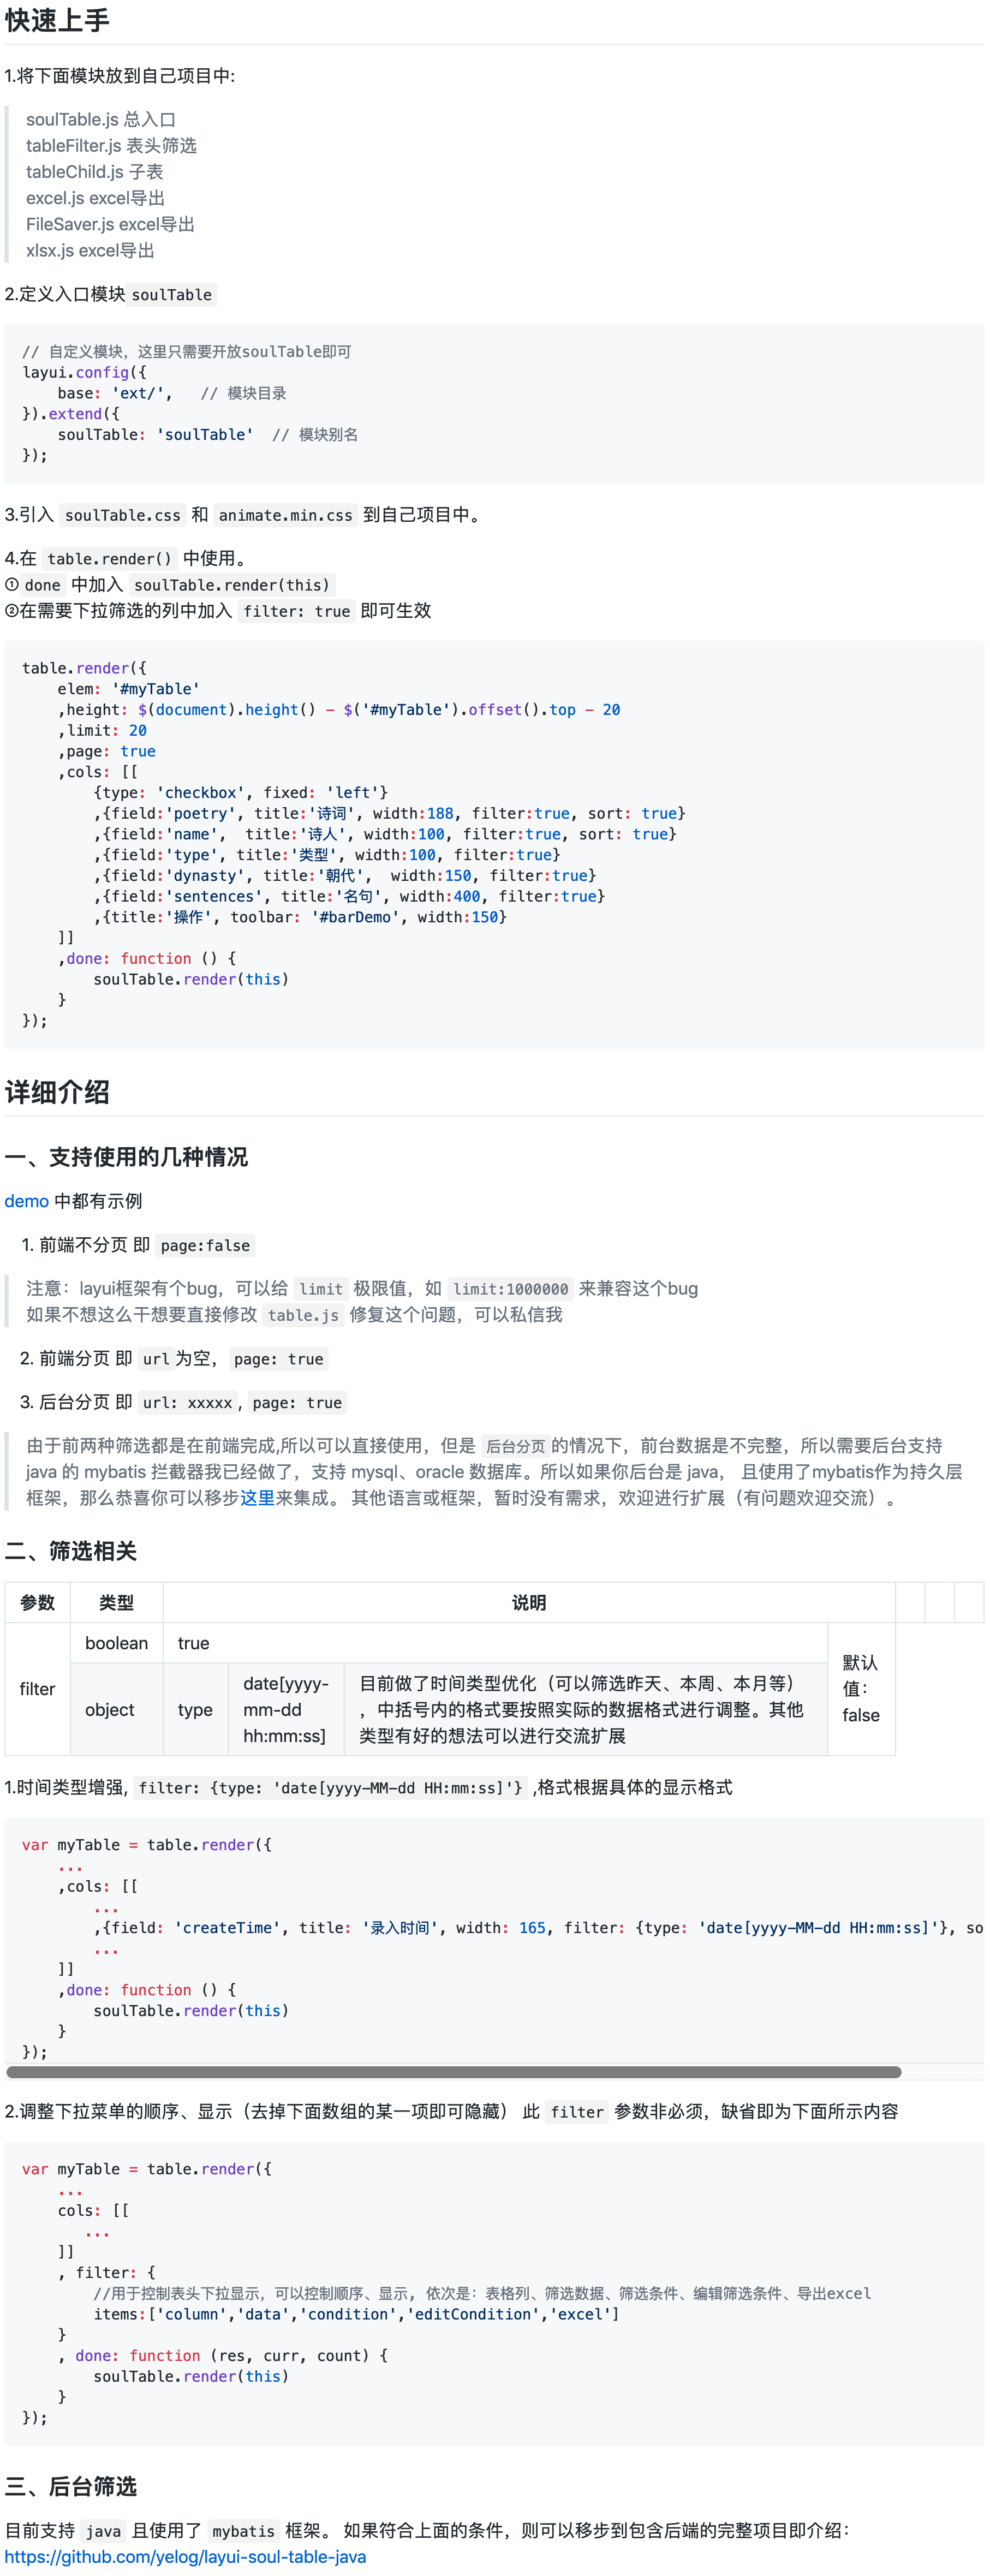 快速上手
1.将下面模块放到自己项目中:
soulTable.js 总入口
tableFilter.js 表头筛选
tableChild.js 子表
excel.js excel导出
FileSaver.js excel导出
xlsx.js excel导出
2.定义入口模块 soulTable
// 自定义模块，这里只需要开放soulTable即可
layui.config({
    base: 'ext/',   // 模块目录
}).extend({
    soulTable: 'soulTable'  // 模块别名
});
3.引入 soulTable.css 和 animate.min.css 到自己项目中。
4.在 table.render() 中使用。
① done 中加入 soulTable.render(this)
②在需要下拉筛选的列中加入 filter: true 即可生效
table.render({
    elem: '#myTable'
    ,height: $(document).height() - $('#myTable').offset().top - 20
    ,limit: 20
    ,page: true
    ,cols: [[
        {type: 'checkbox', fixed: 'left'}
        ,{field:'poetry', title:'诗词', width:188, filter:true, sort: true}
        ,{field:'name',  title:'诗人', width:100, filter:true, sort: true}
        ,{field:'type', title:'类型', width:100, filter:true}
        ,{field:'dynasty', title:'朝代',  width:150, filter:true}
        ,{field:'sentences', title:'名句', width:400, filter:true}
        ,{title:'操作', toolbar: '#barDemo', width:150}
    ]]
    ,done: function () {
        soulTable.render(this)
    }
});
详细介绍
一、支持使用的几种情况
demo 中都有示例
1. 前端不分页 即 page:false
注意：layui框架有个bug，可以给 limit 极限值，如 limit:1000000 来兼容这个bug
如果不想这么干想要直接修改 table.js 修复这个问题，可以私信我
2. 前端分页 即 url为空， page: true
3. 后台分页 即 url: xxxxx , page: true
由于前两种筛选都是在前端完成,所以可以直接使用，但是 后台分页 的情况下，前台数据是不完整，所以需要后台支持
java 的 mybatis 拦截器我已经做了，支持 mysql、oracle 数据库。所以如果你后台是 java， 且使用了mybatis作为持久层
框架，那么恭喜你可以移步这里来集成。 其他语言或框架，暂时没有需求，欢迎进行扩展（有问题欢迎交流）。
二、筛选相关
参数 类型 说明
filter boolean true 默认值：false
object type date[yyyy-mm-dd hh:mm:ss] 目前做了时间类型优化（可以筛选昨天、本周、本月等），中括号内的格式要按照实际的数据格式进行调整。其他类型有好的想法可以进行交流扩展
1.时间类型增强, filter: {type: 'date[yyyy-MM-dd HH:mm:ss]'} ,格式根据具体的显示格式
var myTable = table.render({
    ...
    ,cols: [[
        ...
        ,{field: 'createTime', title: '录入时间', width: 165, filter: {type: 'date[yyyy-MM-dd HH:mm:ss]'}, so
        ...
    ]]
    ,done: function () {
        soulTable.render(this)
    }
});
2.调整下拉菜单的顺序、显示（去掉下面数组的某一项即可隐藏） 此 filter 参数非必须，缺省即为下面所示内容
var myTable = table.render({
    ...
    cols: [[
       ...
    ]]
    , filter: {
        //用于控制表头下拉显示，可以控制顺序、显示, 依次是：表格列、筛选数据、筛选条件、编辑筛选条件、导出excel
        items:['column','data','condition','editCondition','excel']
    }
    , done: function (res, curr, count) {
        soulTable.render(this)
    }
});
三、后台筛选
目前支持 java 且使用了 mybatis 框架。 如果符合上面的条件，则可以移步到包含后端的完整项目即介绍：
https://github.com/yelog/layui-soul-table-java